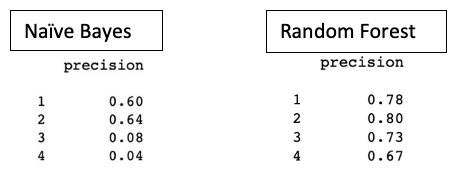 Naïve Bayes
precision
1 0.60
2 0.64
3 0.08
4 0.04
Random Forest
precision
1 0.78
2 0.80
3 0.73
4 0.67